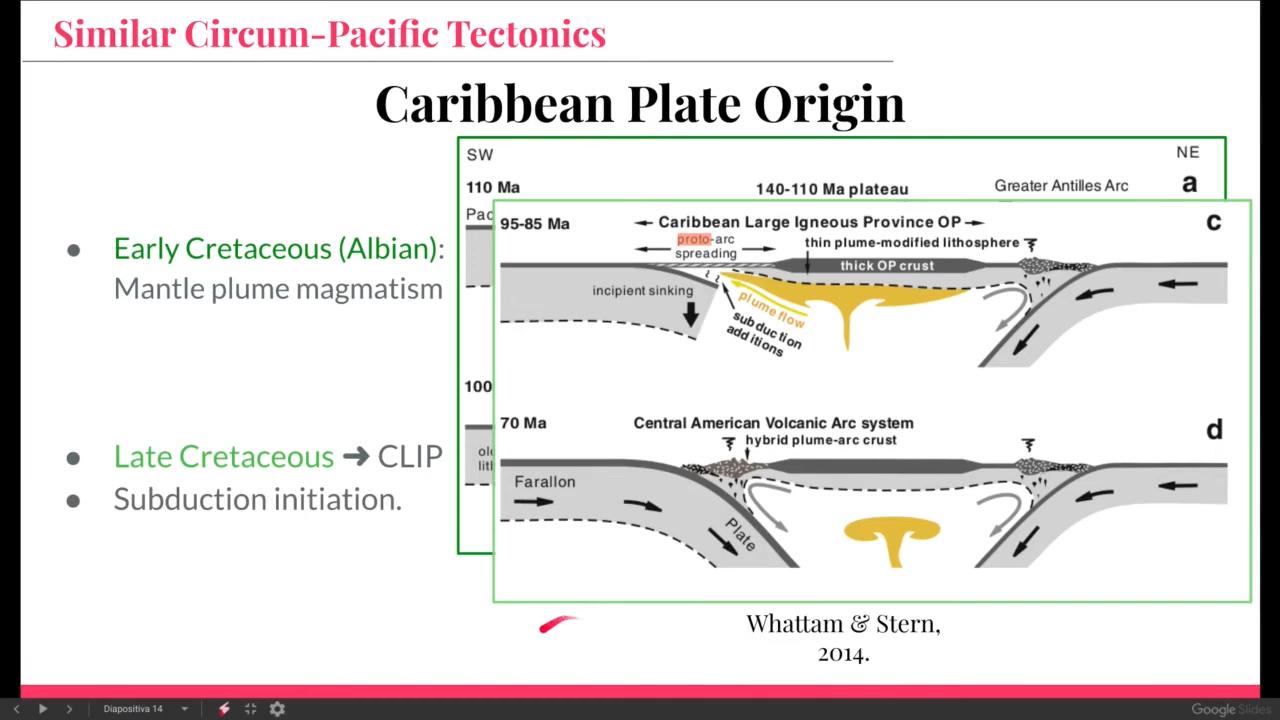 Similar Circum-Pacific Tectonics
Caribbean Plate Origin
Early Cretaceous (Albian):
Mantle plume magmatism
Late Cretaceous ➜ CLIP
Subduction initiation.
SW
NE
110 Ma
140-110 Ma plateau
Greater Antilles Arc
a
100
95-85 Ma
Caribbean Large Igneous Province OP
c
proto-arc
spreading
thin plume-modified lithosphere
thick OP crust
incipient sinking
plume flow
subduction
additions
70 Ma
Central American Volcanic Arc system
d
hybrid plume-arc crust
Farallon
Plate
Whattam & Stern,
2014.
Diapositiva 14
Google Slides